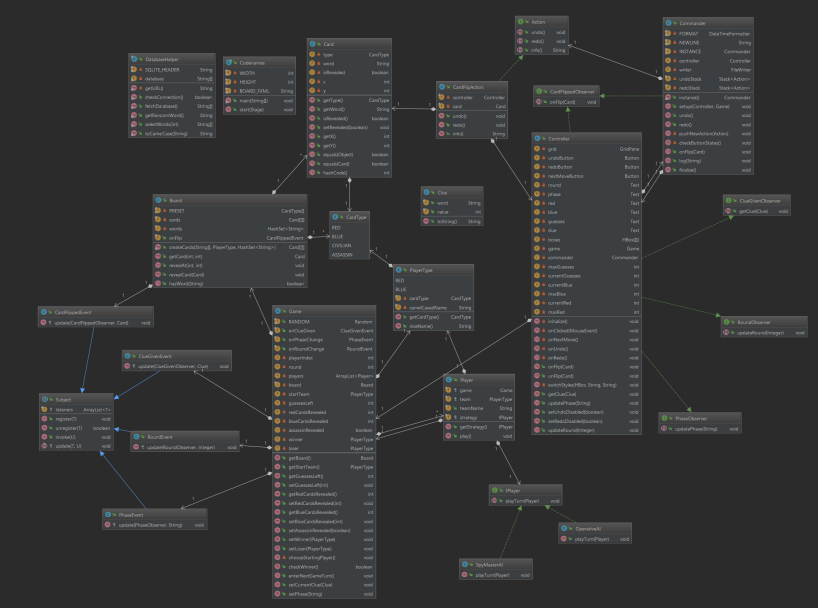 DatabaseHelper
SQLITE_HEADER String
database String[]
getURL() String
checkConnection() boolean
fetchDatabase() String[]
getRandomWord() String
selectWords(int) String[]
toCamelCase(String) String
Codenames
WIDTH int
HEIGHT int
BOARD_FXML String
main(String[]) void
start(Stage) void
Card
type CardType
word String
isRevealed boolean
x int
y int
getType() CardType
getWord() String
isRevealed() boolean
setRevealed(boolean) void
getX() int
getY() int
equals(Object) boolean
equals(Card) boolean
hashCode() int
Action
undo() void
redo() void
info() String
Commander
FORMAT DateTimeFormatter
NEWLINE String
INSTANCE Commander
controller Controller
writer FileWriter
undoStack Stack<Action>
redoStack Stack<Action>
instance() Commander
setup(Controller, Game) void
undo() void
redo() void
pushNewAction(Action) void
checkButtonStates() void
onFlip(Card) void
log(String) void
finalise() void
CardFlipAction
controller Controller
card Card
undo() void
redo() void
info() String
CardFlippedObserver
onFlip(Card) void
Controller
grid GridPane
undoButton Button
redoButton Button
nextMoveButton Button
round Text
phase Text
red Text
blue Text
guesses Text
clue Text
boxes HBox[][]
game Game
commander Commander
maxGuesses int
currentGuesses int
currentBlue int
maxBlue int
currentRed int
maxRed int
initialize() void
onClicked(MouseEvent) void
onNextMove() void
onUndo() void
onRedo() void
onFlip(Card) void
unFlip(Card) void
switchStyles(HBox, String, String) void
getClue(Clue) void
updatePhase(String) void
setUndoDisabled(boolean) void
setRedoDisabled(boolean) void
updateRound(Integer) void
ClueGivenObserver
getClue(Clue) void
RoundObserver
updateRound(Integer) void
PhaseObserver
updatePhase(String) void
Clue
word String
value int
toString() String
Board
PRESET CardType[]
cards Card[][]
words HashSet<String>
onFlip CardFlippedEvent
createCards(String[], PlayerType, HashSet<String>) Card[][]
getCard(int, int) Card
revealAt(int, int) void
revealCard(Card) void
hasWord(String) boolean
CardType
RED
BLUE
CIVILIAN
ASSASSIN
PlayerType
RED
BLUE
cardType CardType
camelCasedName String
getCardType() CardType
niceName() String
CardFlippedEvent
update(CardFlippedObserver, Card) void
ClueGivenEvent
update(ClueGivenObserver, Clue) void
Subject
listeners ArrayList<T>
register(T) void
unregister(T) boolean
invoke(U) void
update(T, U) void
RoundEvent
update(RoundObserver, Integer) void
PhaseEvent
update(PhaseObserver, String) void
Game
RANDOM Random
onClueGiven ClueGivenEvent
onPhaseChange PhaseEvent
onRoundChange RoundEvent
playerIndex int
round int
players ArrayList<Player>
board Board
startTeam PlayerType
guessesLeft int
redCardsRevealed int
blueCardsRevealed int
assassinRevealed boolean
winner PlayerType
loser PlayerType
getBoard() Board
getStartTeam() PlayerType
getGuessesLeft() int
setGuessesLeft(int) void
getRedCardsRevealed() int
setRedCardsRevealed(int) void
getBlueCardsRevealed() int
setBlueCardsRevealed(int) void
setAssassinRevealed(boolean) void
setWinner(PlayerType) void
setLoser(PlayerType) void
chooseStartingPlayer() void
checkWinner() boolean
enterNextGameTurn() void
setCurrentClue(Clue) void
setPhase(String) void
Player
game Game
team PlayerType
teamName String
strategy IPlayer
getStrategy() IPlayer
play() void
IPlayer
playTurn(Player) void
OperativeAI
playTurn(Player) void
SpyMasterAI
playTurn(Player) void